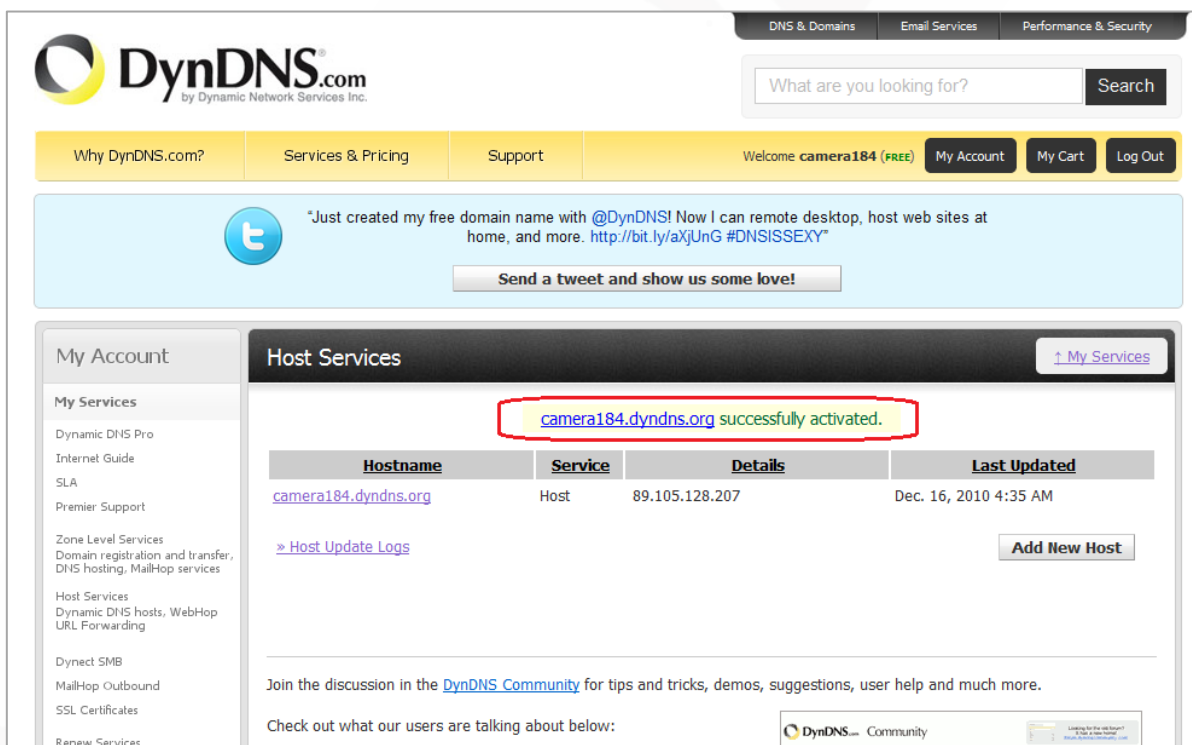 DNS & Domains Email Services Performance & Security
DynDNS.com
by Dynamic Network Services Inc.
What are you looking for? Search
Why DynDNS.com? Services & Pricing Support Welcome camera184 (FREE) My Account My Cart Log Out
“Just created my free domain name with @DynDNS! Now I can remote desktop, host web sites at
home, and more. http://bit.ly/aXjUnG #DNSISSEXY”
Send a tweet and show us some love!
My Account
My Services
Dynamic DNS Pro
Internet Guide
SLA
Premier Support
Zone Level Services
Domain registration and transfer,
DNS hosting, MailHop services
Host Services
Dynamic DNS hosts, WebHop
URL Forwarding
Dynect SMB
MailHop Outbound
SSL Certificates
Renew Services
Host Services ↑ My Services
camera184.dyndns.org successfully activated.
Hostname Service Details Last Updated
camera184.dyndns.org Host 89.105.128.207 Dec. 16, 2010 4:35 AM
» Host Update Logs Add New Host
Join the discussion in the DynDNS Community for tips and tricks, demos, suggestions, user help and much more.
Check out what our users are talking about below:
DynDNS Community